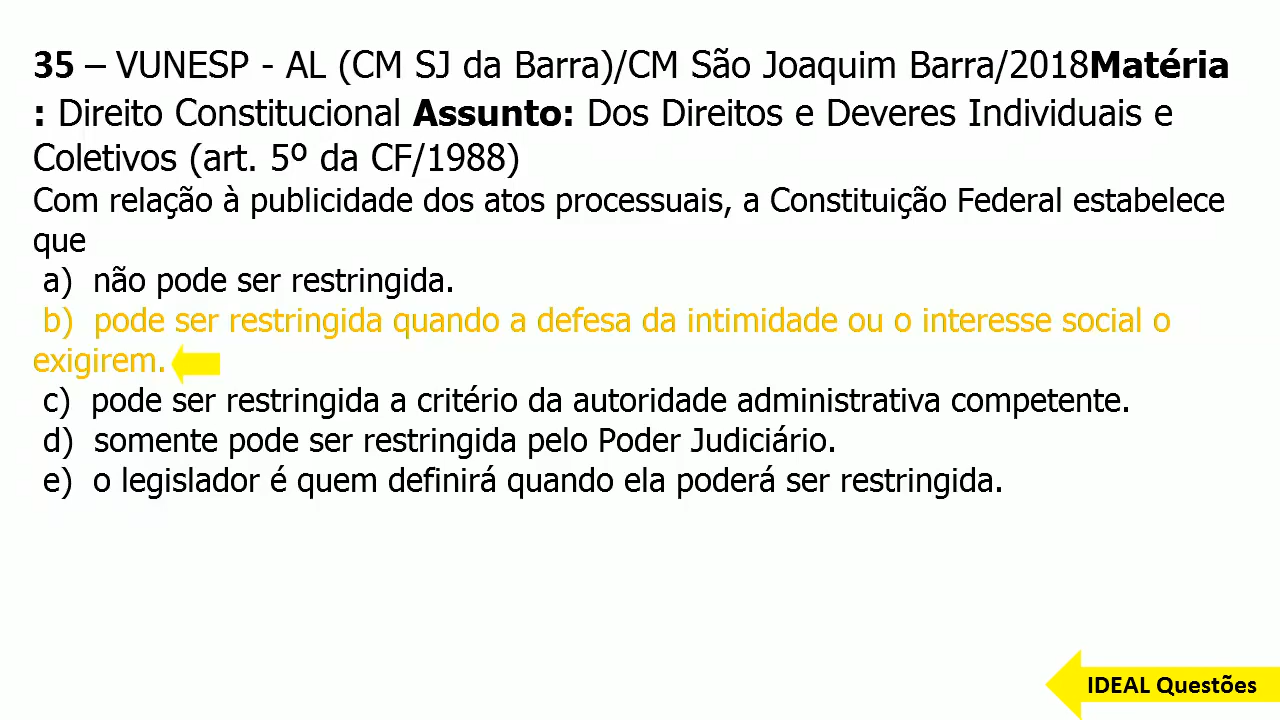 35 – VUNESP - AL (CM SJ da Barra)/CM São Joaquim Barra/2018Matéria
: Direito Constitucional Assunto: Dos Direitos e Deveres Individuais e
Coletivos (art. 5º da CF/1988)
Com relação à publicidade dos atos processuais, a Constituição Federal estabelece
que
a) não pode ser restringida.
b) pode ser restringida quando a defesa da intimidade ou o interesse social o
exigirem.
c) pode ser restringida a critério da autoridade administrativa competente.
d) somente pode ser restringida pelo Poder Judiciário.
e) o legislador é quem definirá quando ela poderá ser restringida.
IDEAL Questões